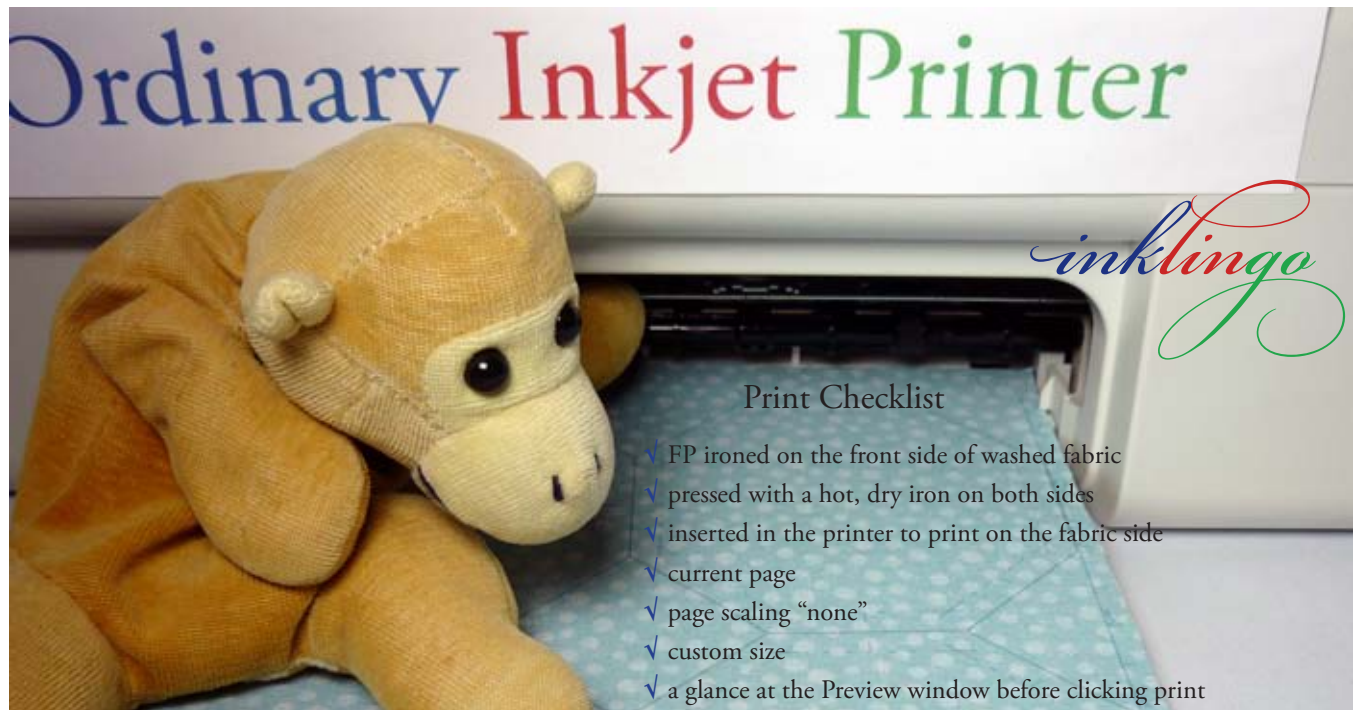 Ordinary Inkjet Printer
inklingo
Print Checklist
√ FP ironed on the front side of washed fabric
√ pressed with a hot, dry iron on both sides
√ inserted in the printer to print on the fabric side
√ current page
√ page scaling “none”
√ custom size
√ a glance at the Preview window before clicking print